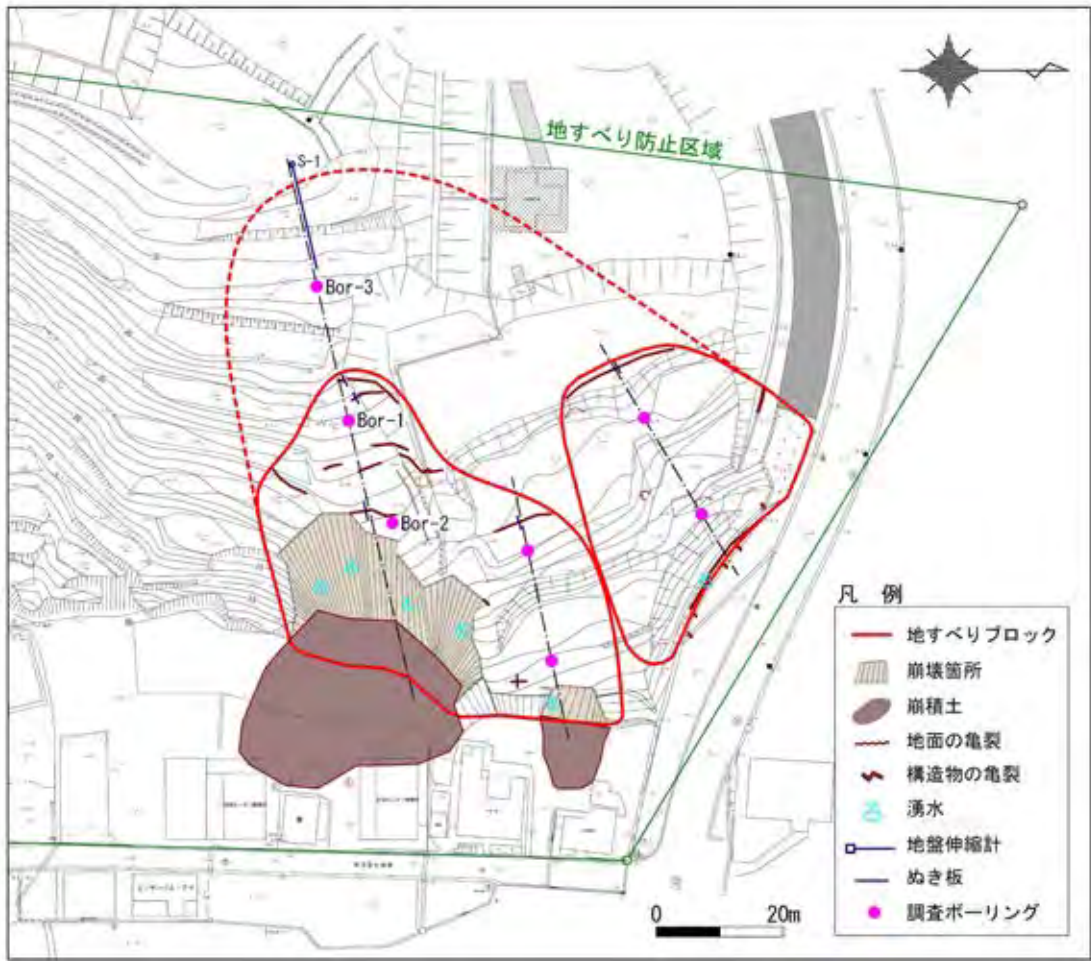 地すべり防止区域
S-1
Bor-3
Bor-1
Bor-2
凡 例
地すべりブロック
崩壊箇所
崩積土
地面の亀裂
構造物の亀裂
湧水
地盤伸縮計
ぬき板
調査ボーリング
0 20m